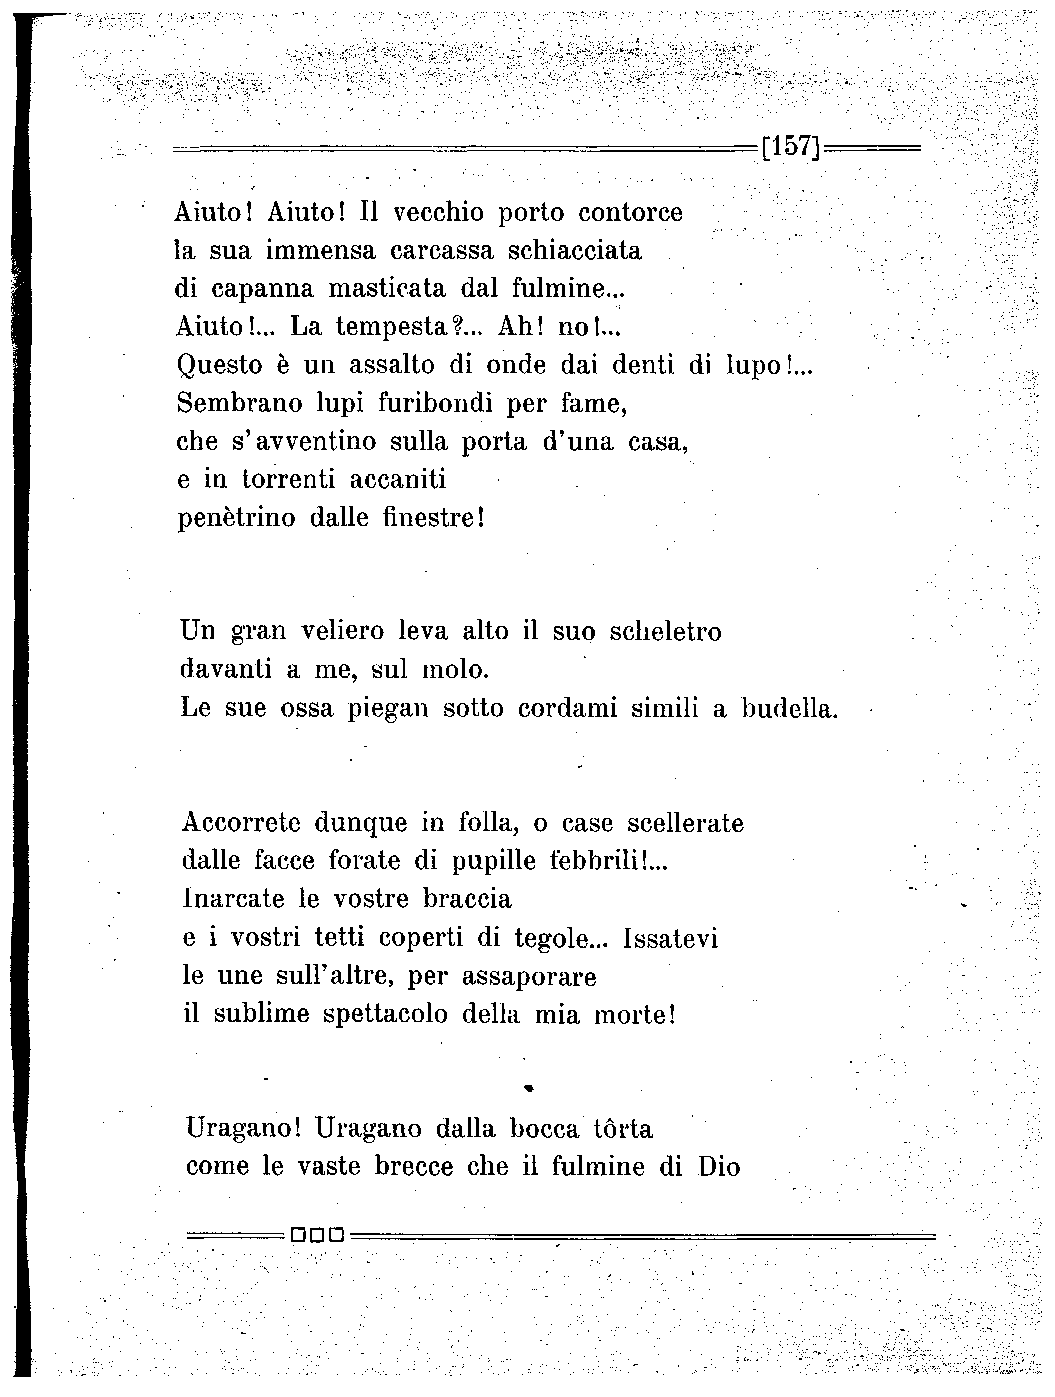 [157]
Aiuto! Aiuto! Il vecchio porto contorce
la sua immensa carcassa schiacciata
di capanna masticata dal fulmine...
Aiuto!... La tempesta?... Ah! no!...
Questo è un assalto di onde dai denti di lupo!...
Sembrano lupi furibondi per fame,
che s'avventino sulla porta d'una casa,
e in torrenti accaniti
penètrino dalle finestre!
Un gran veliero leva alto il suo scheletro
davanti a me, sul molo.
Le sue ossa piegan sotto cordami simili a budella.
Accorrete dunque in folla, o case scellerate
dalle facce forate di pupille febbrili!...
Inarcate le vostre braccia
e i vostri tetti coperti di tegole... Issatevi
le une sull'altre, per assaporare
il sublime spettacolo della mia morte!
Uragano! Uragano dalla bocca tôrta
come le vaste brecce che il fulmine di Dio